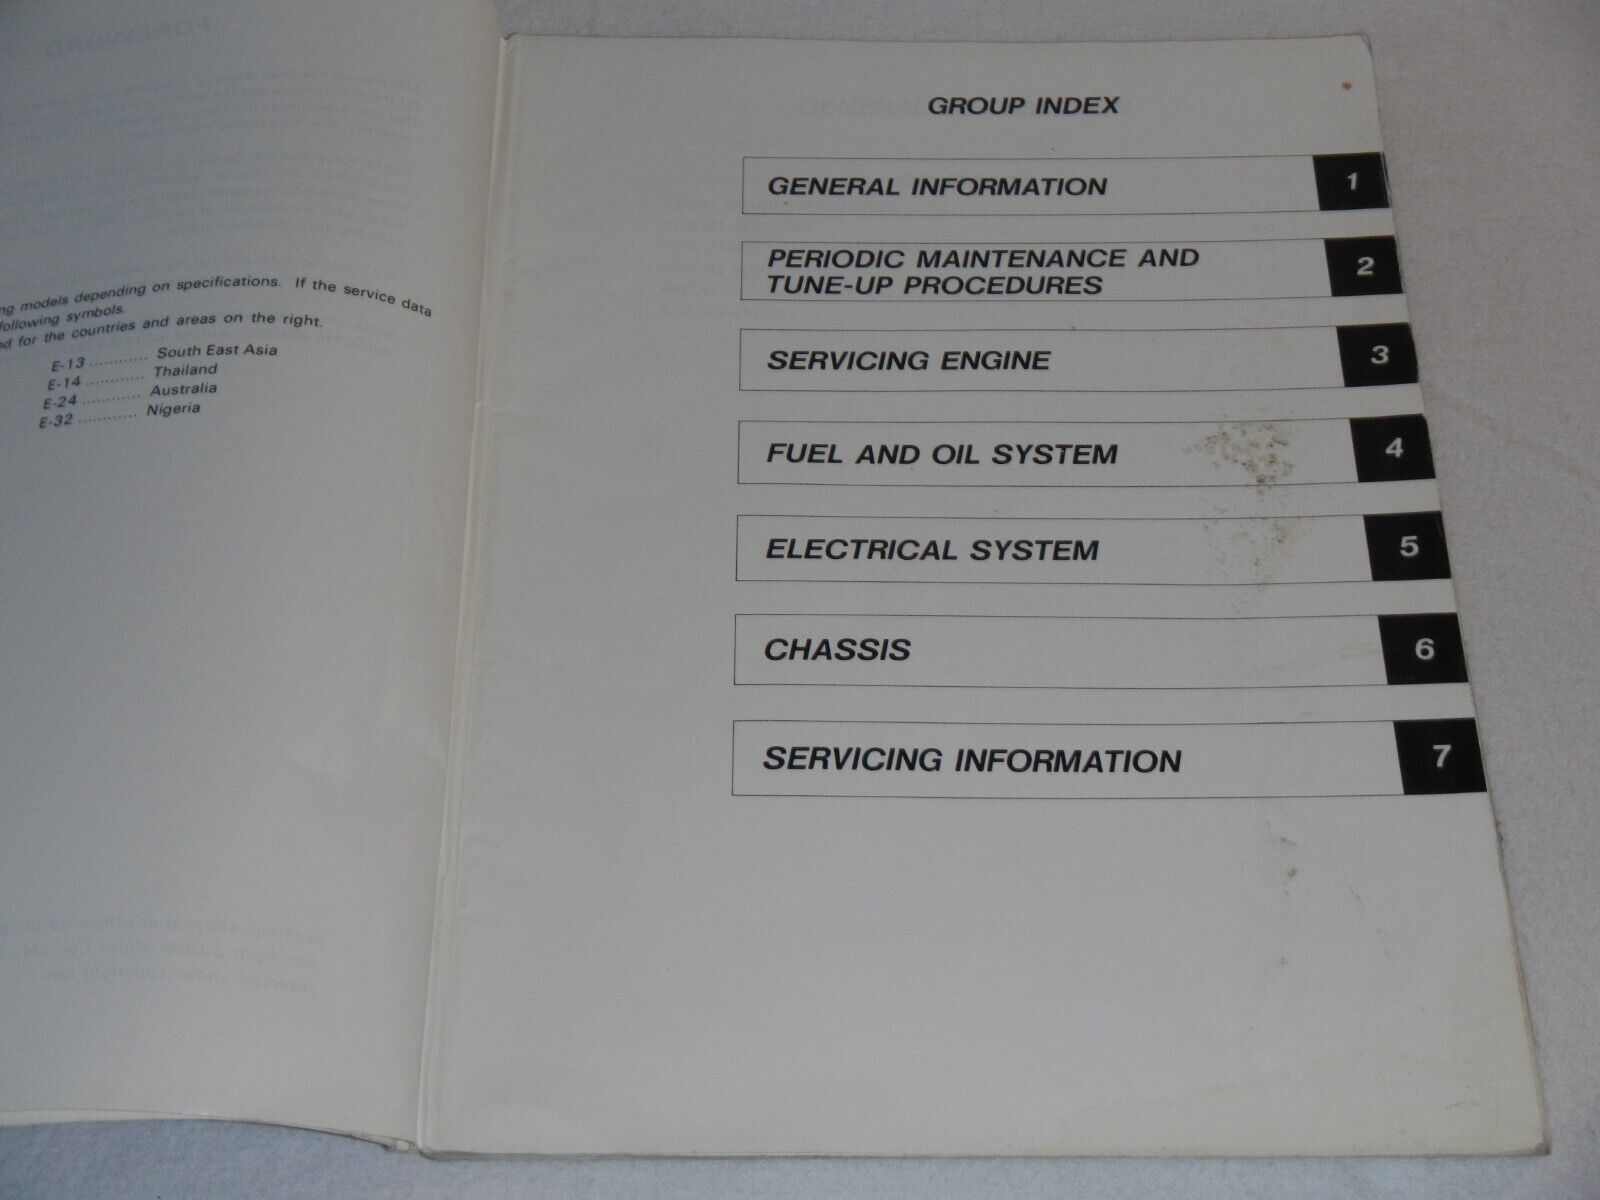 ng models depending on specifications. If the service data
following symbols.
nd for the countries and areas on the right.
E-13 ............ South East Asia
E-14 ............ Thailand
E-24 ............ Australia
E-32 ............ Nigeria
GROUP INDEX
GENERAL INFORMATION 1
PERIODIC MAINTENANCE AND
TUNE-UP PROCEDURES 2
SERVICING ENGINE 3
FUEL AND OIL SYSTEM 4
ELECTRICAL SYSTEM 5
CHASSIS 6
SERVICING INFORMATION 7
FOREWORD